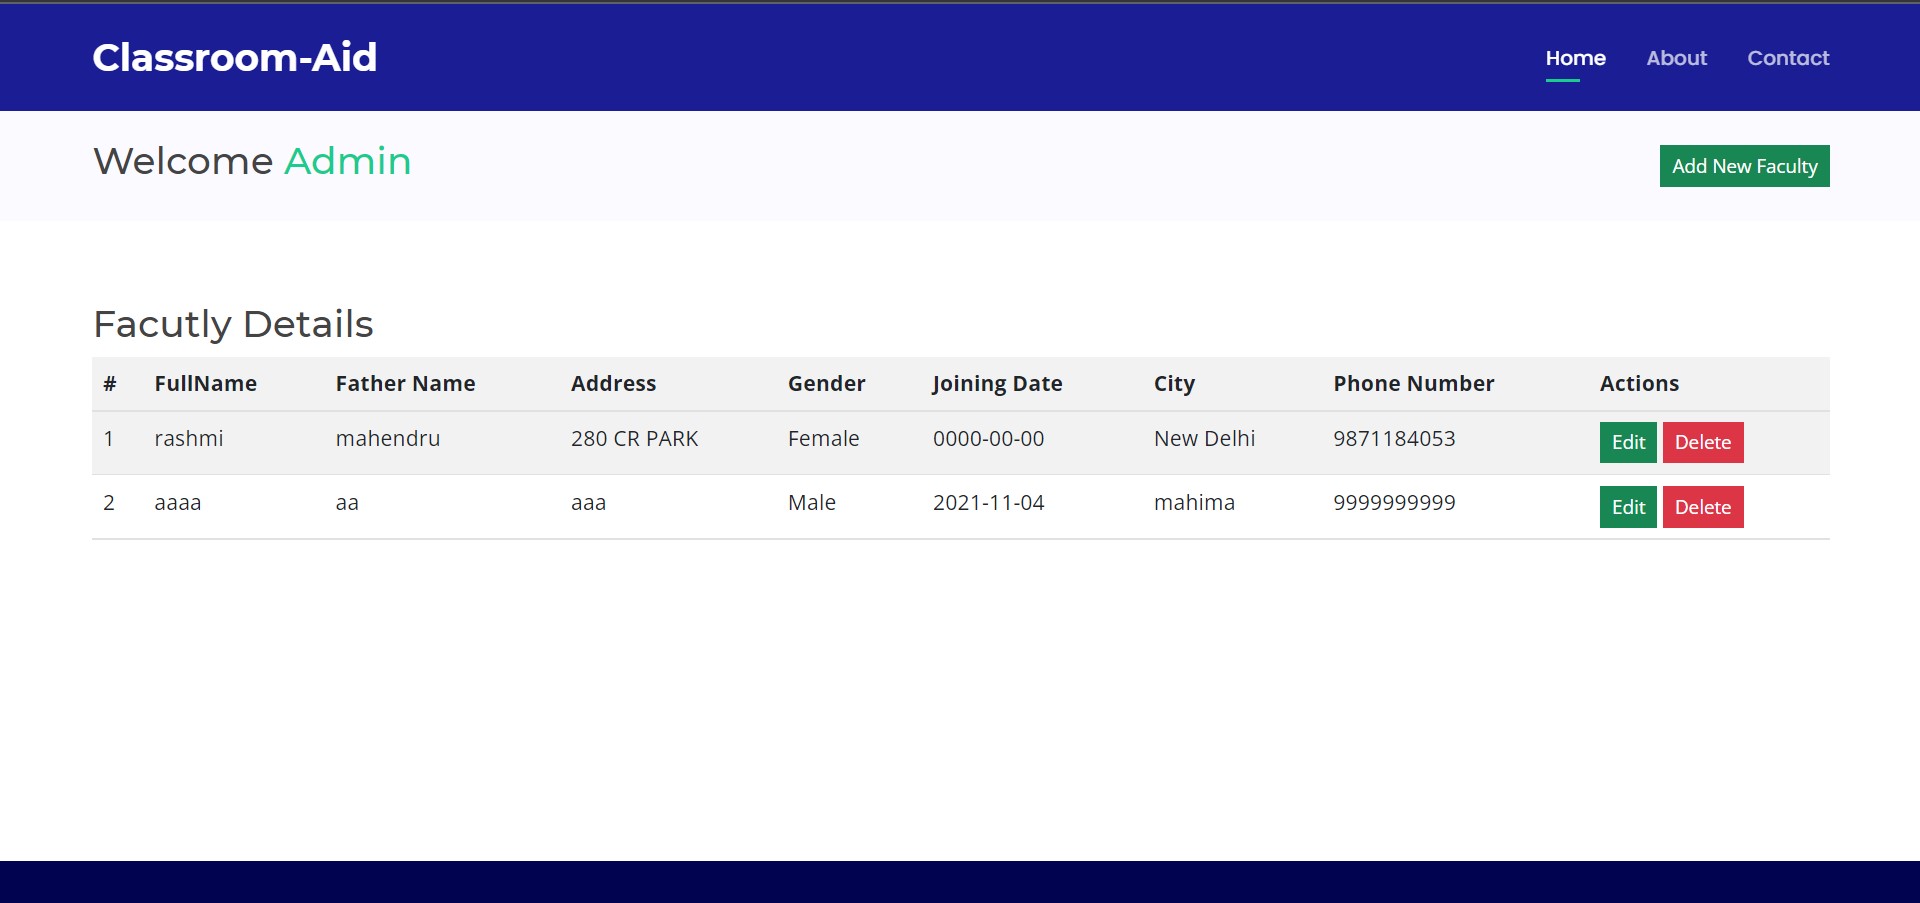 Classroom-Aid Home About Contact
Welcome Admin Add New Faculty
Facutly Details
# FullName Father Name Address Gender Joining Date City Phone Number Actions
1 rashmi mahendru 280 CR PARK Female 0000-00-00 New Delhi 9871184053 Edit Delete
2 aaaa aa aaa Male 2021-11-04 mahima 9999999999 Edit Delete